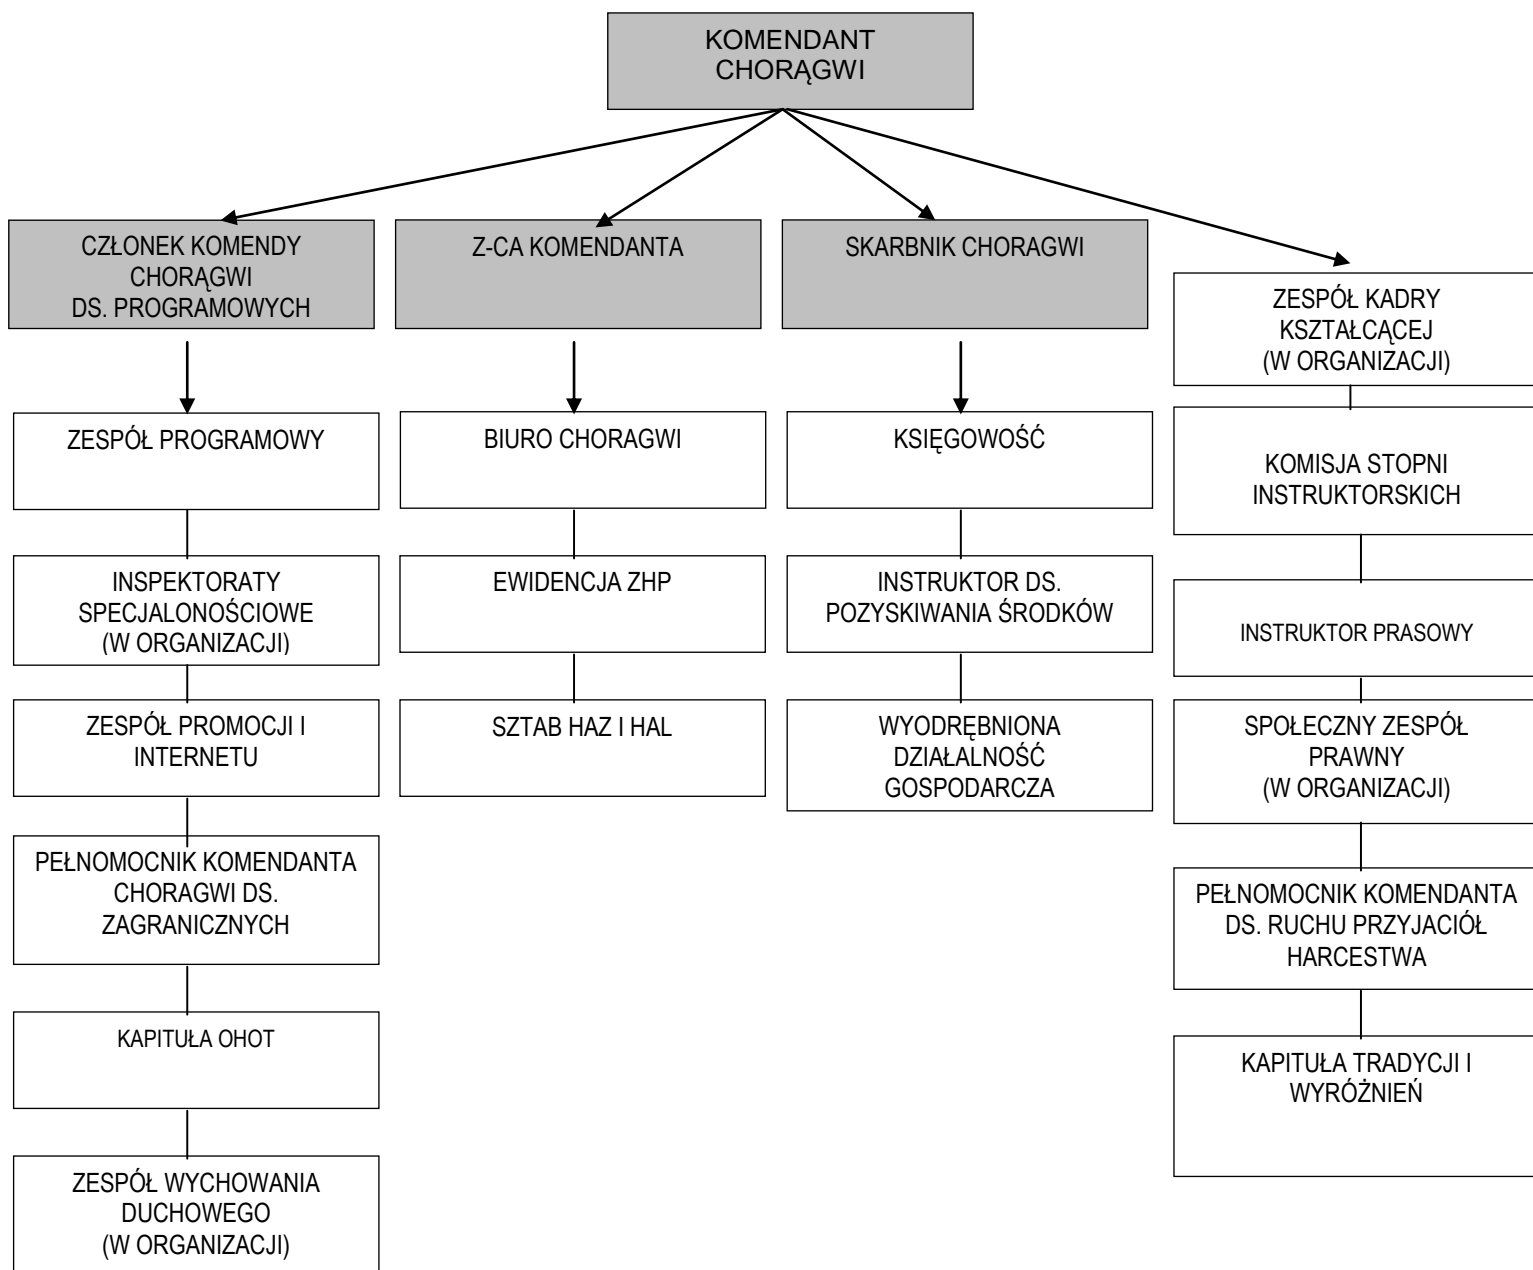 KOMENDANT
CHORĄGWI
CZŁONEK KOMENDY
CHORĄGWI
DS. PROGRAMOWYCH
Z-CA KOMENDANTA
SKARBNIK CHORAGWI
ZESPÓŁ KADRY
KSZTAŁCĄCEJ
(W ORGANIZACJI)
ZESPÓŁ PROGRAMOWY
BIURO CHORAGWI
KSIĘGOWOŚĆ
KOMISJA STOPNI
INSTRUKTORSKICH
INSPEKTORATY
SPECJALONOŚCIOWE
(W ORGANIZACJI)
EWIDENCJA ZHP
INSTRUKTOR DS.
POZYSKIWANIA ŚRODKÓW
INSTRUKTOR PRASOWY
ZESPÓŁ PROMOCJI I
INTERNETU
SZTAB HAZ I HAL
WYODRĘBNIONA
DZIAŁALNOŚĆ
GOSPODARCZA
SPOŁECZNY ZESPÓŁ
PRAWNY
(W ORGANIZACJI)
PEŁNOMOCNIK KOMENDANTA
CHORAGWI DS.
ZAGRANICZNYCH
PEŁNOMOCNIK KOMENDANTA
DS. RUCHU PRZYJACIÓŁ
HARCESTWA
KAPITUŁA OHOT
KAPITUŁA TRADYCJI I
WYRÓŻNIEŃ
ZESPÓŁ WYCHOWANIA
DUCHOWEGO
(W ORGANIZACJI)